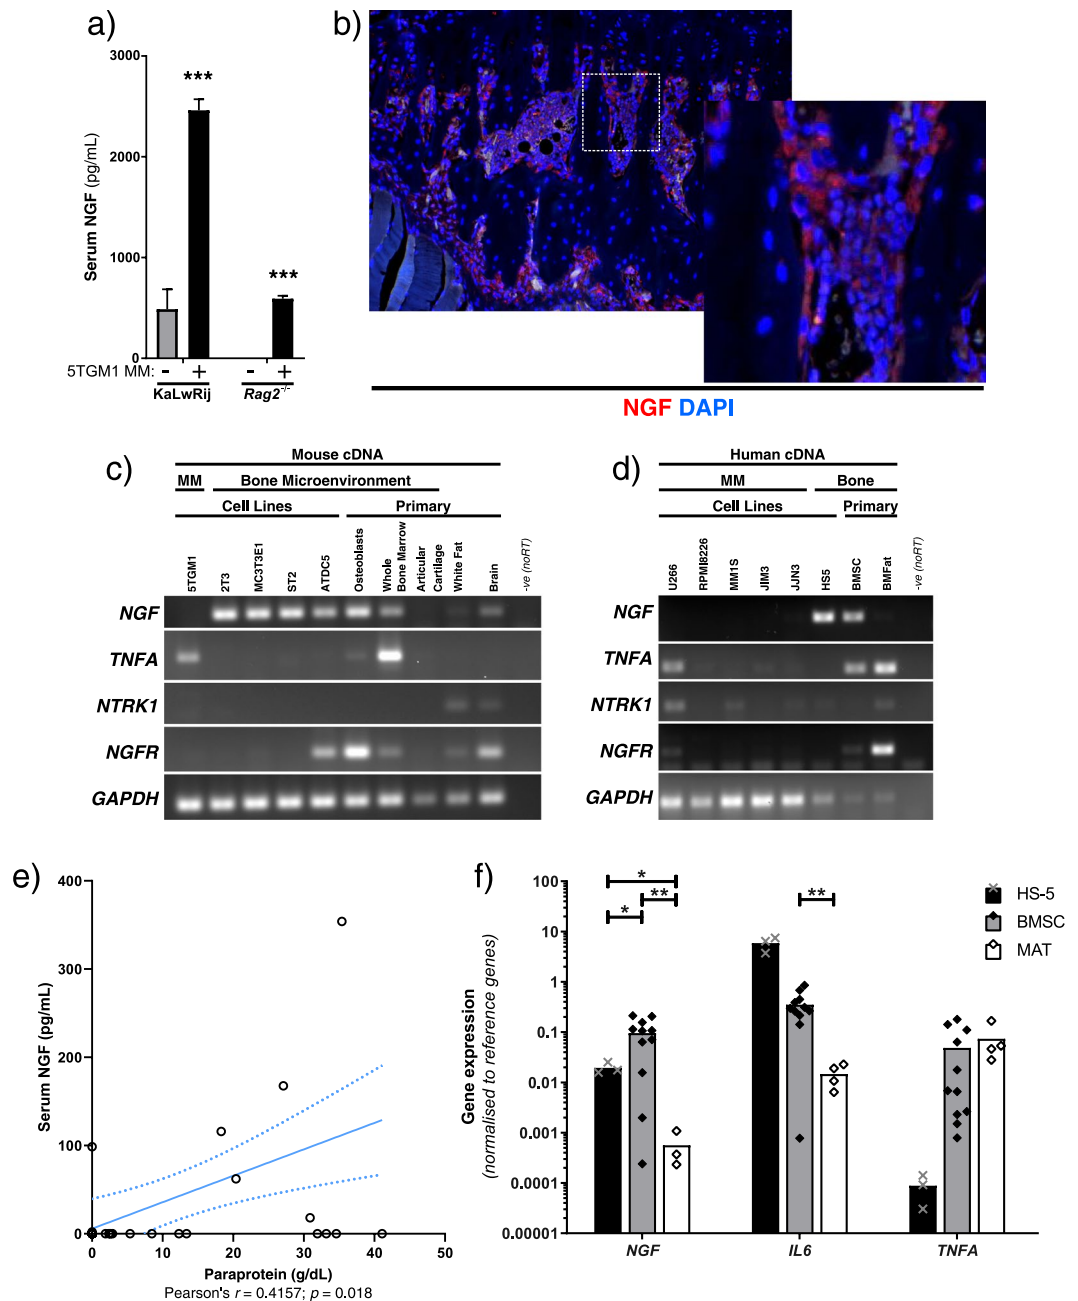 a)
3000
2000
1000
0
Serum NGF (pg/mL)
***
***
5TGM1 MM: - + - +
KaLwRij Rag2-/-
b)
NGF DAPI
c)
Mouse cDNA
MM Bone Microenvironment
Cell Lines Primary
5TGM1
2T3
MC3T3E1
ST2
ATDC5
Osteoblasts
Whole
Bone Marrow
Articular
Cartilage
White Fat
Brain
-ve (noRT)
NGF
TNFA
NTRK1
NGFR
GAPDH
d)
Human cDNA
MM Bone
Cell Lines Primary
U266
RPMI8226
MM1S
JIM3
JJN3
HS5
BMSC
BMFat
-ve (noRT)
NGF
TNFA
NTRK1
NGFR
GAPDH
e)
400
300
200
100
0
Serum NGF (pg/mL)
0 10 20 30 40 50
Paraprotein (g/dL)
Pearson's r = 0.4157; p = 0.018
f)
100
10
1
0.1
0.01
0.001
0.0001
0.00001
Gene expression
(normalised to reference genes)
*
* **
**
HS-5
BMSC
MAT
NGF IL6 TNFA